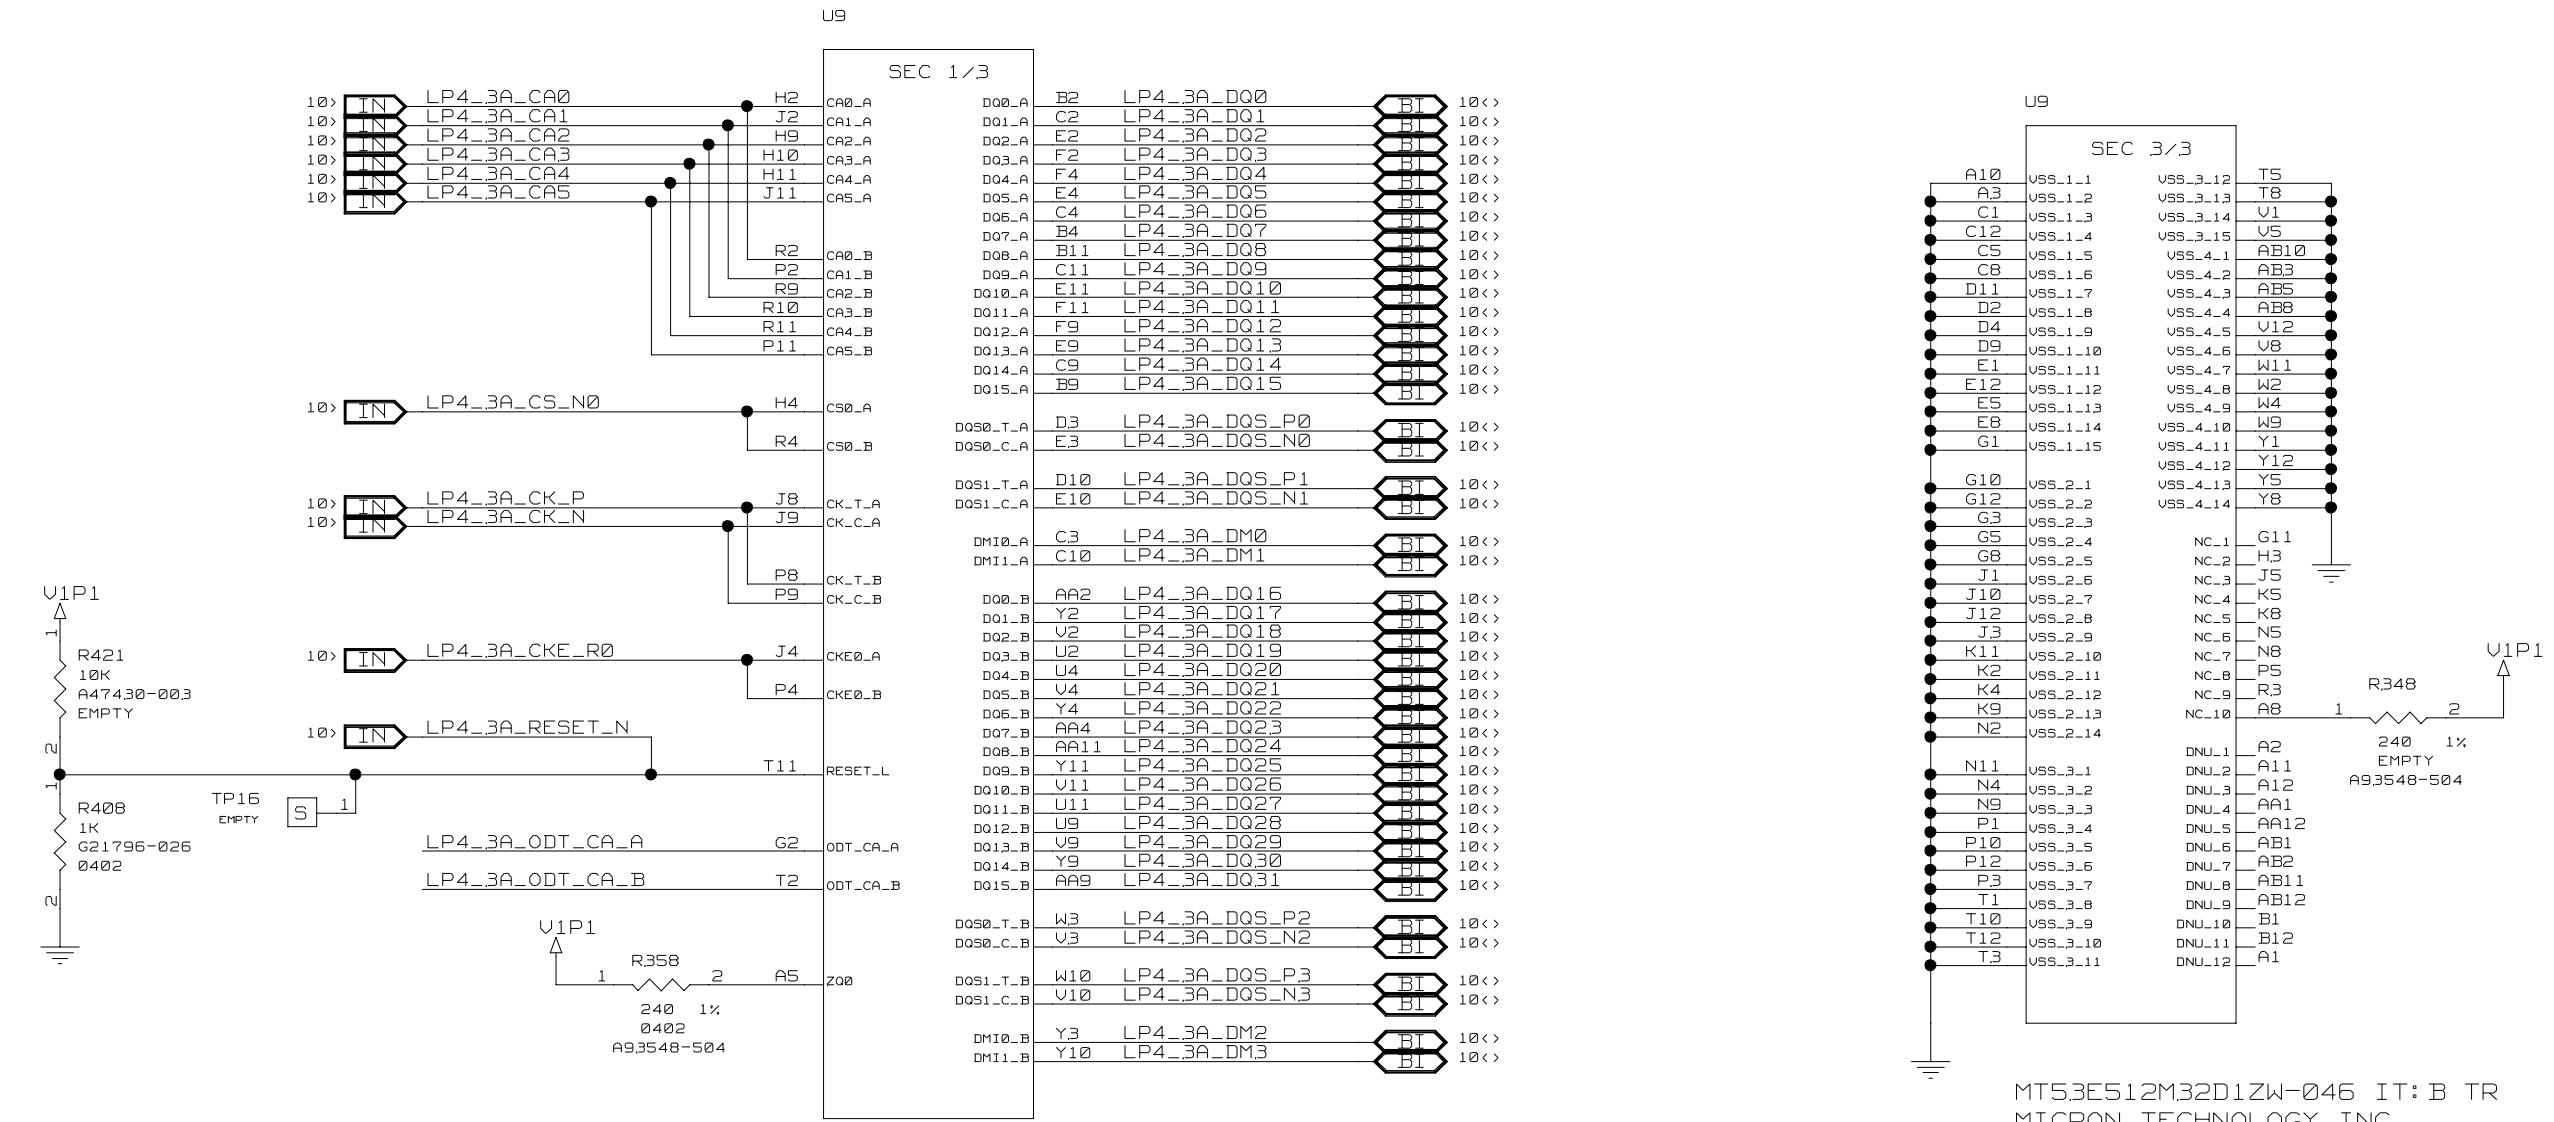 U9
SEC 1/3
10> IN LP4_3A_CA0 H2 CA0_A
10> IN LP4_3A_CA1 J2 CA1_A
10> IN LP4_3A_CA2 H9 CA2_A
10> IN LP4_3A_CA3 H10 CA3_A
10> IN LP4_3A_CA4 H11 CA4_A
10> IN LP4_3A_CA5 J11 CA5_A
R2 CA0_B
P2 CA1_B
R9 CA2_B
R10 CA3_B
R11 CA4_B
P11 CA5_B
10> IN LP4_3A_CS_N0 H4 CS0_A
R4 CS0_B
10> IN LP4_3A_CK_P J8 CK_T_A
10> IN LP4_3A_CK_N J9 CK_C_A
P8 CK_T_B
P9 CK_C_B
10> IN LP4_3A_CKE_R0 J4 CKE0_A
P4 CKE0_B
10> IN LP4_3A_RESET_N
T11 RESET_L
V1P1
1
R421
10K
A47430-003
EMPTY
2
1
R408
1K
G21796-026
0402
2
TP16
EMPTY
S 1
LP4_3A_ODT_CA_A G2 ODT_CA_A
LP4_3A_ODT_CA_B T2 ODT_CA_B
V1P1
R358
1 2 A5 ZQ0
240 1%
0402
A93548-504
DQ0_A B2 LP4_3A_DQ0 BI 10<>
DQ1_A C2 LP4_3A_DQ1 BI 10<>
DQ2_A E2 LP4_3A_DQ2 BI 10<>
DQ3_A F2 LP4_3A_DQ3 BI 10<>
DQ4_A F4 LP4_3A_DQ4 BI 10<>
DQ5_A E4 LP4_3A_DQ5 BI 10<>
DQ6_A C4 LP4_3A_DQ6 BI 10<>
DQ7_A B4 LP4_3A_DQ7 BI 10<>
DQ8_A B11 LP4_3A_DQ8 BI 10<>
DQ9_A C11 LP4_3A_DQ9 BI 10<>
DQ10_A E11 LP4_3A_DQ10 BI 10<>
DQ11_A F11 LP4_3A_DQ11 BI 10<>
DQ12_A F9 LP4_3A_DQ12 BI 10<>
DQ13_A E9 LP4_3A_DQ13 BI 10<>
DQ14_A C9 LP4_3A_DQ14 BI 10<>
DQ15_A B9 LP4_3A_DQ15 BI 10<>
DQS0_T_A D3 LP4_3A_DQS_P0 BI 10<>
DQS0_C_A E3 LP4_3A_DQS_N0 BI 10<>
DQS1_T_A D10 LP4_3A_DQS_P1 BI 10<>
DQS1_C_A E10 LP4_3A_DQS_N1 BI 10<>
DMI0_A C3 LP4_3A_DM0 BI 10<>
DMI1_A C10 LP4_3A_DM1 BI 10<>
DQ0_B AA2 LP4_3A_DQ16 BI 10<>
DQ1_B Y2 LP4_3A_DQ17 BI 10<>
DQ2_B V2 LP4_3A_DQ18 BI 10<>
DQ3_B U2 LP4_3A_DQ19 BI 10<>
DQ4_B U4 LP4_3A_DQ20 BI 10<>
DQ5_B V4 LP4_3A_DQ21 BI 10<>
DQ6_B Y4 LP4_3A_DQ22 BI 10<>
DQ7_B AA4 LP4_3A_DQ23 BI 10<>
DQ8_B AA11 LP4_3A_DQ24 BI 10<>
DQ9_B Y11 LP4_3A_DQ25 BI 10<>
DQ10_B V11 LP4_3A_DQ26 BI 10<>
DQ11_B U11 LP4_3A_DQ27 BI 10<>
DQ12_B U9 LP4_3A_DQ28 BI 10<>
DQ13_B V9 LP4_3A_DQ29 BI 10<>
DQ14_B Y9 LP4_3A_DQ30 BI 10<>
DQ15_B AA9 LP4_3A_DQ31 BI 10<>
DQS0_T_B W3 LP4_3A_DQS_P2 BI 10<>
DQS0_C_B V3 LP4_3A_DQS_N2 BI 10<>
DQS1_T_B W10 LP4_3A_DQS_P3 BI 10<>
DQS1_C_B V10 LP4_3A_DQS_N3 BI 10<>
DMI0_B Y3 LP4_3A_DM2 BI 10<>
DMI1_B Y10 LP4_3A_DM3 BI 10<>
U9
SEC 3/3
A10 VSS_1_1
A3 VSS_1_2
C1 VSS_1_3
C12 VSS_1_4
C5 VSS_1_5
C8 VSS_1_6
D11 VSS_1_7
D2 VSS_1_8
D4 VSS_1_9
D9 VSS_1_10
E1 VSS_1_11
E12 VSS_1_12
E5 VSS_1_13
E8 VSS_1_14
G1 VSS_1_15
G10 VSS_2_1
G12 VSS_2_2
G3 VSS_2_3
G5 VSS_2_4
G8 VSS_2_5
J1 VSS_2_6
J10 VSS_2_7
J12 VSS_2_8
J3 VSS_2_9
K11 VSS_2_10
K2 VSS_2_11
K4 VSS_2_12
K9 VSS_2_13
N2 VSS_2_14
N11 VSS_3_1
N4 VSS_3_2
N9 VSS_3_3
P1 VSS_3_4
P10 VSS_3_5
P12 VSS_3_6
P3 VSS_3_7
T1 VSS_3_8
T10 VSS_3_9
T12 VSS_3_10
T3 VSS_3_11
VSS_3_12 T5
VSS_3_13 T8
VSS_3_14 V1
VSS_3_15 V5
VSS_4_1 AB10
VSS_4_2 AB3
VSS_4_3 AB5
VSS_4_4 AB8
VSS_4_5 V12
VSS_4_6 V8
VSS_4_7 W11
VSS_4_8 W2
VSS_4_9 W4
VSS_4_10 W9
VSS_4_11 Y1
VSS_4_12 Y12
VSS_4_13 Y5
VSS_4_14 Y8
NC_1 G11
NC_2 H3
NC_3 J5
NC_4 K5
NC_5 K8
NC_6 N5
NC_7 N8
NC_8 P5
NC_9 R3
NC_10 A8
DNU_1 A2
DNU_2 A11
DNU_3 A12
DNU_4 AA1
DNU_5 AA12
DNU_6 AB1
DNU_7 AB2
DNU_8 AB11
DNU_9 AB12
DNU_10 B1
DNU_11 B12
DNU_12 A1
V1P1
R348
1 2
240 1%
EMPTY
A93548-504
MT53E512M32D1ZW-046 IT:B TR
MICRON TECHNOLOGY INC